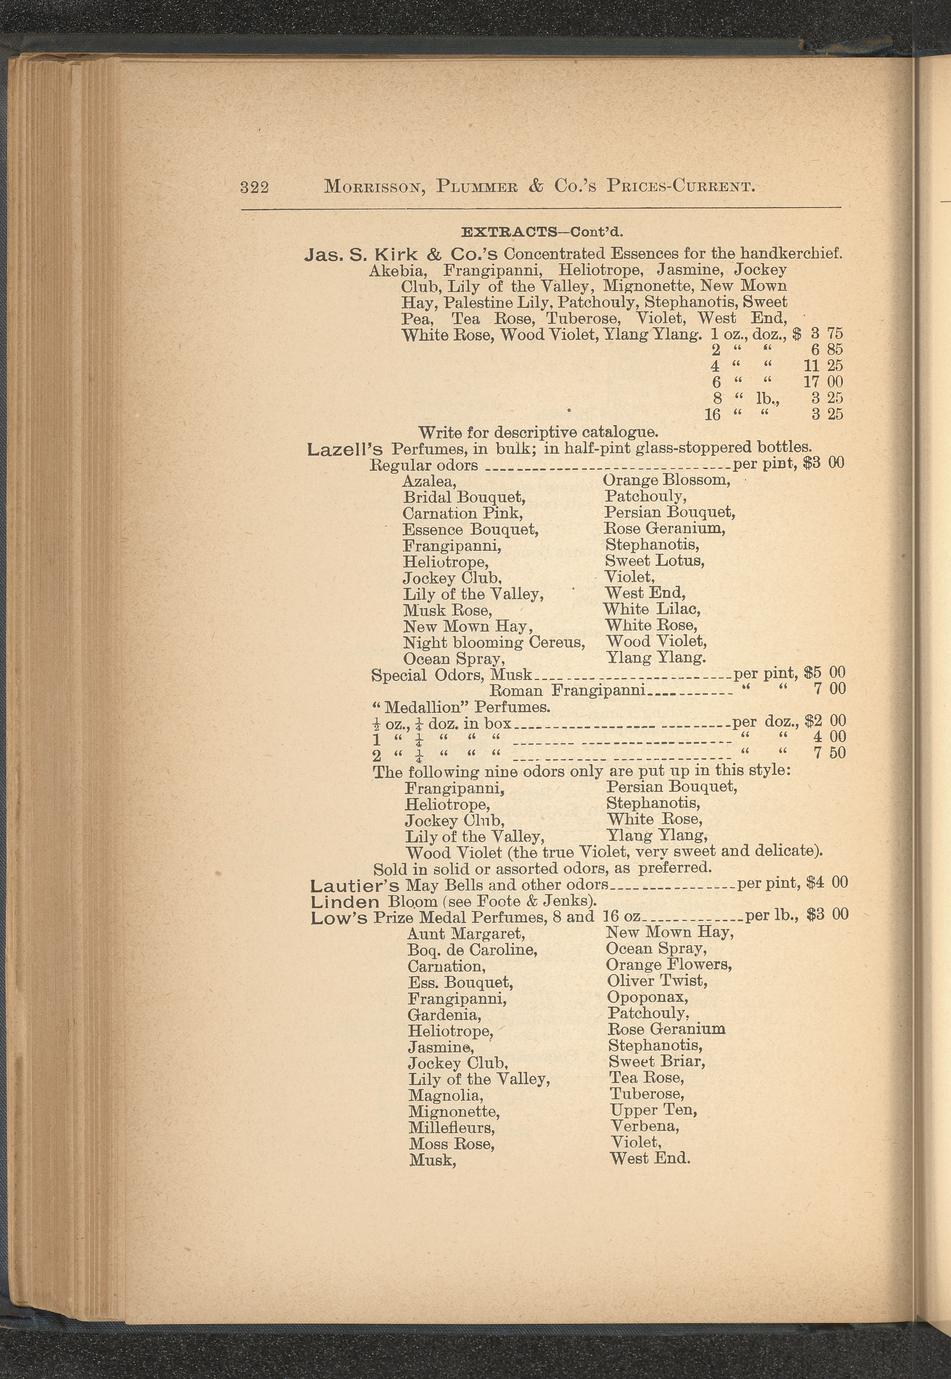 322 MORRISSON, PLUMMER & CO.'S PRICES-CURRENT.
EXTRACTS—Cont'd.
Jas. S. Kirk & Co.'s Concentrated Essences for the handkerchief.
Akebia, Frangipanni, Heliotrope, Jasmine, Jockey
Club, Lily of the Valley, Mignonette, New Mown
Hay, Palestine Lily, Patchouly, Stephanotis, Sweet
Pea, Tea Rose, Tuberose, Violet, West End,
White Rose, Wood Violet, Ylang Ylang. 1 oz., doz., $ 3 75
2 “ “ 6 85
4 “ “ 11 25
6 “ “ 17 00
8 “ lb., 3 25
16 “ “ 3 25
Write for descriptive catalogue.
Lazell's Perfumes, in bulk; in half-pint glass-stoppered bottles.
Regular odors ------------------------------per pint, $3 00
Azalea, Orange Blossom,
Bridal Bouquet, Patchouly,
Carnation Pink, Persian Bouquet,
Essence Bouquet, Rose Geranium,
Frangipanni, Stephanotis,
Heliotrope, Sweet Lotus,
Jockey Club, Violet,
Lily of the Valley, West End,
Musk Rose, White Lilac,
New Mown Hay, White Rose,
Night blooming Cereus, Wood Violet,
Ocean Spray, Ylang Ylang.
Special Odors, Musk------------------------per pint, $5 00
Roman Frangipanni----------- “ “ 7 00
“Medallion” Perfumes.
½ oz., ¼ doz. in box--------------------------per doz., $2 00
1 “ ¼ “ “ “ -------------------------- “ “ 4 00
2 “ ¼ “ “ “ -------------------------- “ “ 7 50
The following nine odors only are put up in this style:
Frangipanni, Persian Bouquet,
Heliotrope, Stephanotis,
Jockey Club, White Rose,
Lily of the Valley, Ylang Ylang,
Wood Violet (the true Violet, very sweet and delicate).
Sold in solid or assorted odors, as preferred.
Lautier's May Bells and other odors----------------per pint, $4 00
Linden Bloom (see Foote & Jenks).
Low's Prize Medal Perfumes, 8 and 16 oz.------------per lb., $3 00
Aunt Margaret, New Mown Hay,
Boq. de Caroline, Ocean Spray,
Carnation, Orange Flowers,
Ess. Bouquet, Oliver Twist,
Frangipanni, Opoponax,
Gardenia, Patchouly,
Heliotrope, Rose Geranium
Jasmine, Stephanotis,
Jockey Club, Sweet Briar,
Lily of the Valley, Tea Rose,
Magnolia, Tuberose,
Mignonette, Upper Ten,
Millefleurs, Verbena,
Moss Rose, Violet,
Musk, West End.